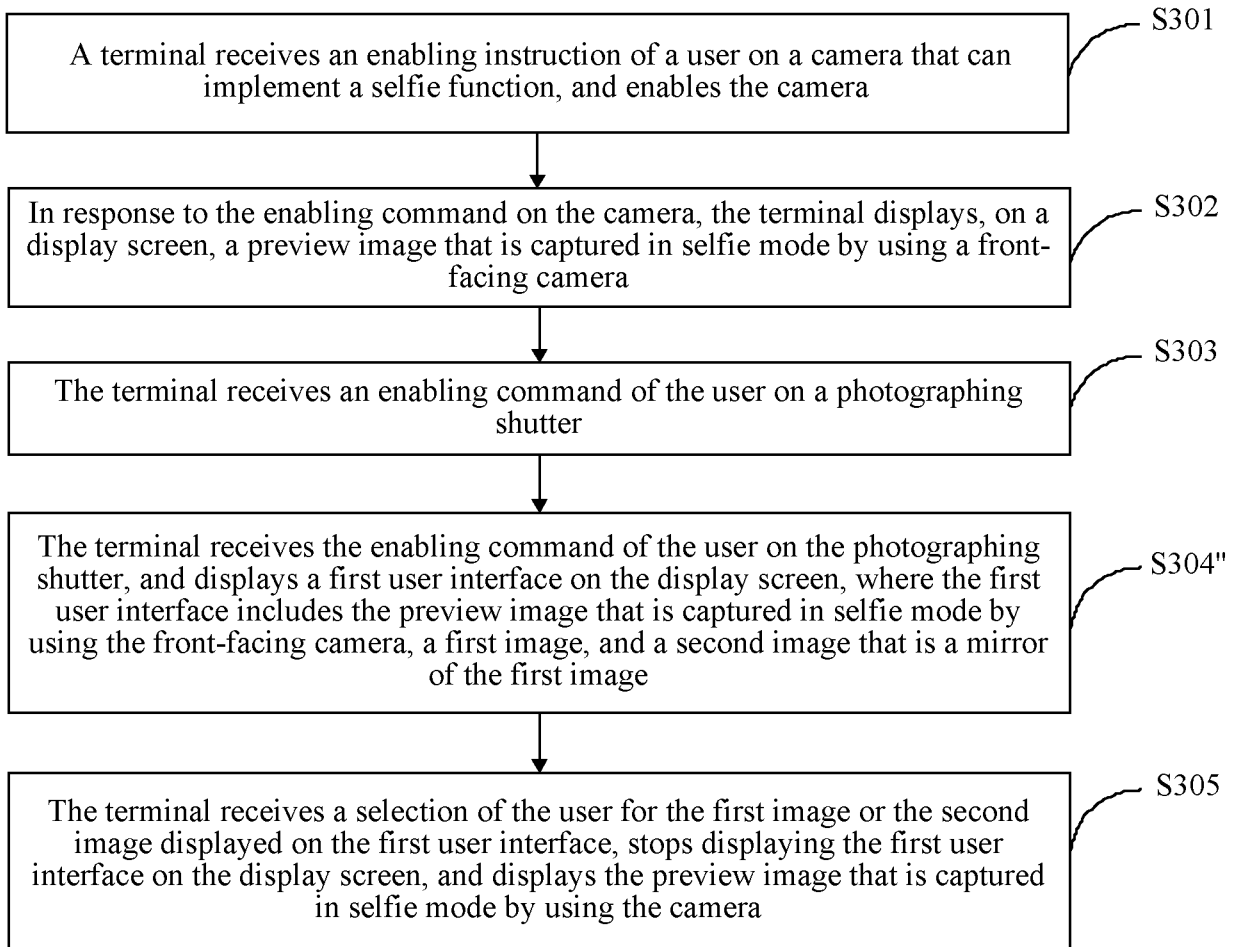 S301
A terminal receives an enabling instruction of a user on a camera that can
implement a selfie function, and enables the camera
S302
In response to the enabling command on the camera, the terminal displays, on a
display screen, a preview image that is captured in selfie mode by using a front-
facing camera
S303
The terminal receives an enabling command of the user on a photographing
shutter
S304"
The terminal receives the enabling command of the user on the photographing
shutter, and displays a first user interface on the display screen, where the first
user interface includes the preview image that is captured in selfie mode by
using the front-facing camera, a first image, and a second image that is a mirror
of the first image
S305
The terminal receives a selection of the user for the first image or the second
image displayed on the first user interface, stops displaying the first user
interface on the display screen, and displays the preview image that is captured
in selfie mode by using the camera